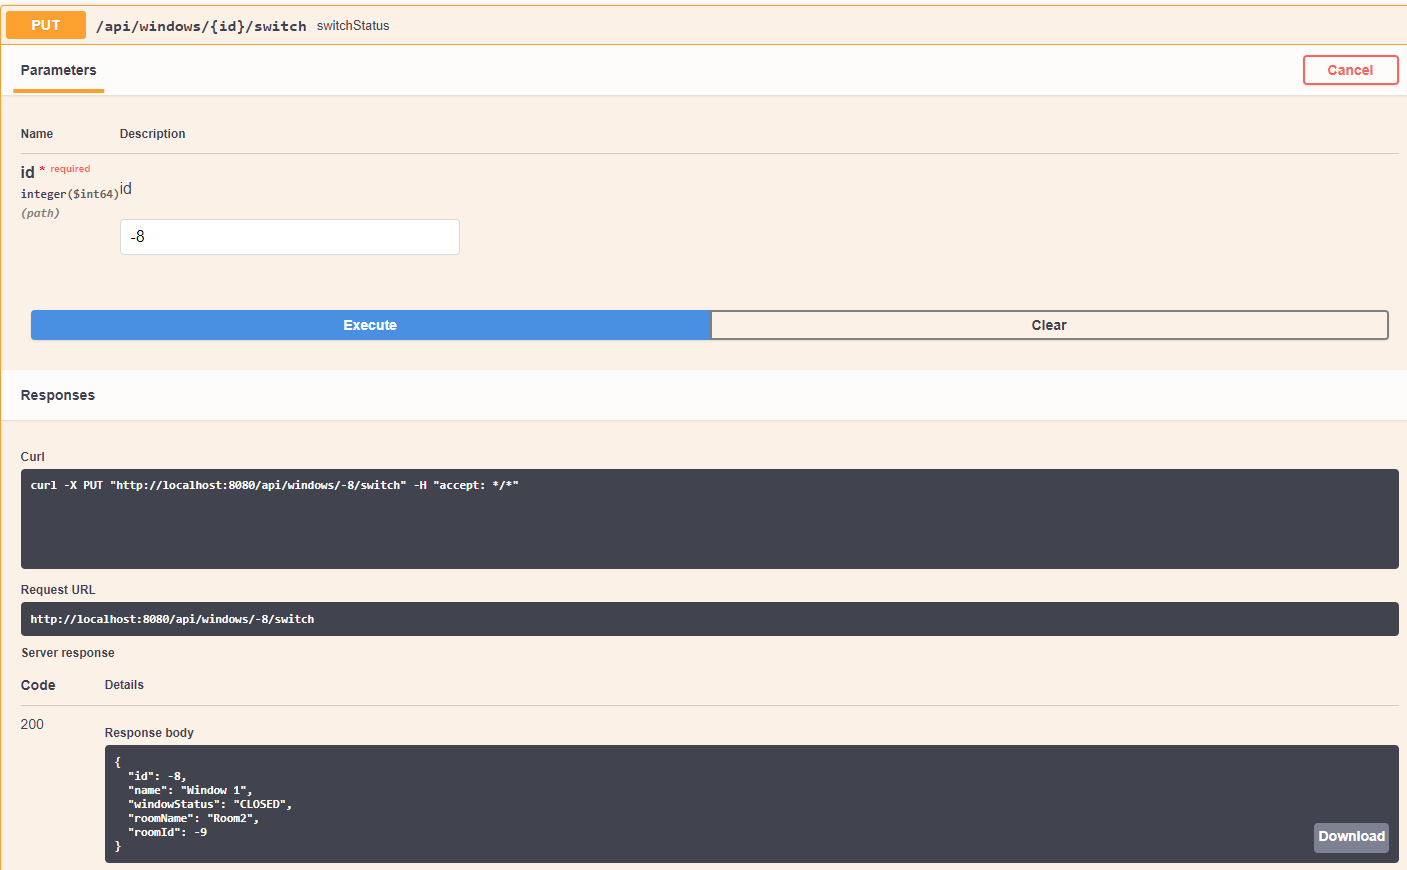 PUT /api/windows/{id}/switch switchStatus
Parameters Cancel
Name Description
id * required
integer($int64)
(path)
id
-8
Execute Clear
Responses
Curl
curl -X PUT "http://localhost:8080/api/windows/-8/switch" -H "accept: */*"
Request URL
http://localhost:8080/api/windows/-8/switch
Server response
Code Details
200
Response body
{
  "id": -8,
  "name": "Window 1",
  "windowStatus": "CLOSED",
  "roomName": "Room2",
  "roomId": -9
}
Download